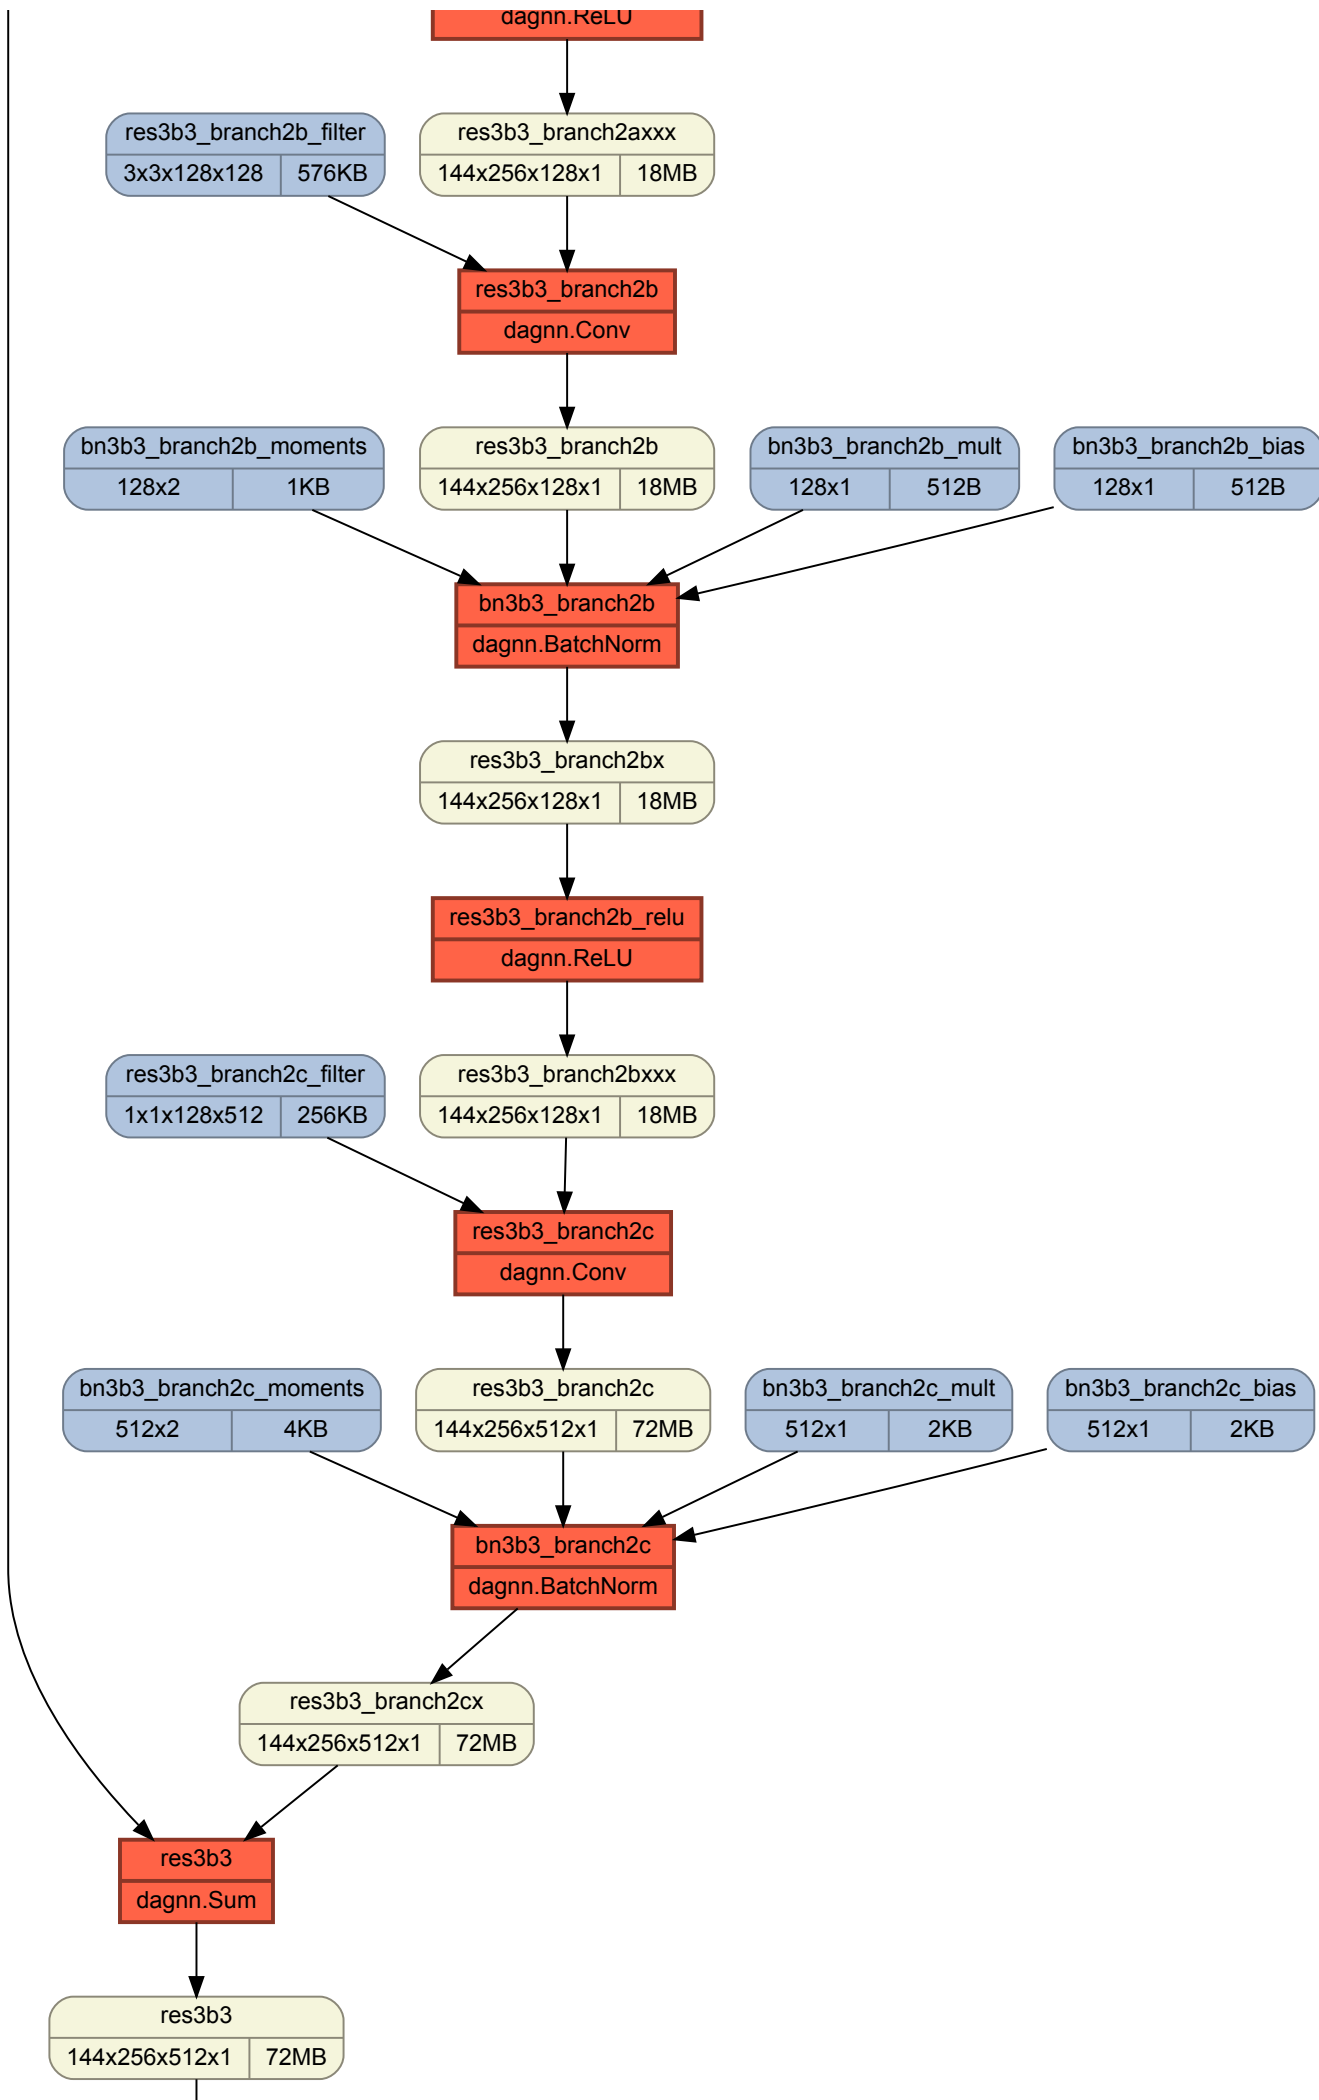 dagnn.ReLU
res3b3_branch2b_filter
3x3x128x128 576KB
res3b3_branch2axxx
144x256x128x1 18MB
res3b3_branch2b
dagnn.Conv
bn3b3_branch2b_moments
128x2 1KB
res3b3_branch2b
144x256x128x1 18MB
bn3b3_branch2b_mult
128x1 512B
bn3b3_branch2b_bias
128x1 512B
bn3b3_branch2b
dagnn.BatchNorm
res3b3_branch2bx
144x256x128x1 18MB
res3b3_branch2b_relu
dagnn.ReLU
res3b3_branch2c_filter
1x1x128x512 256KB
res3b3_branch2bxxx
144x256x128x1 18MB
res3b3_branch2c
dagnn.Conv
bn3b3_branch2c_moments
512x2 4KB
res3b3_branch2c
144x256x512x1 72MB
bn3b3_branch2c_mult
512x1 2KB
bn3b3_branch2c_bias
512x1 2KB
bn3b3_branch2c
dagnn.BatchNorm
res3b3_branch2cx
144x256x512x1 72MB
res3b3
dagnn.Sum
res3b3
144x256x512x1 72MB